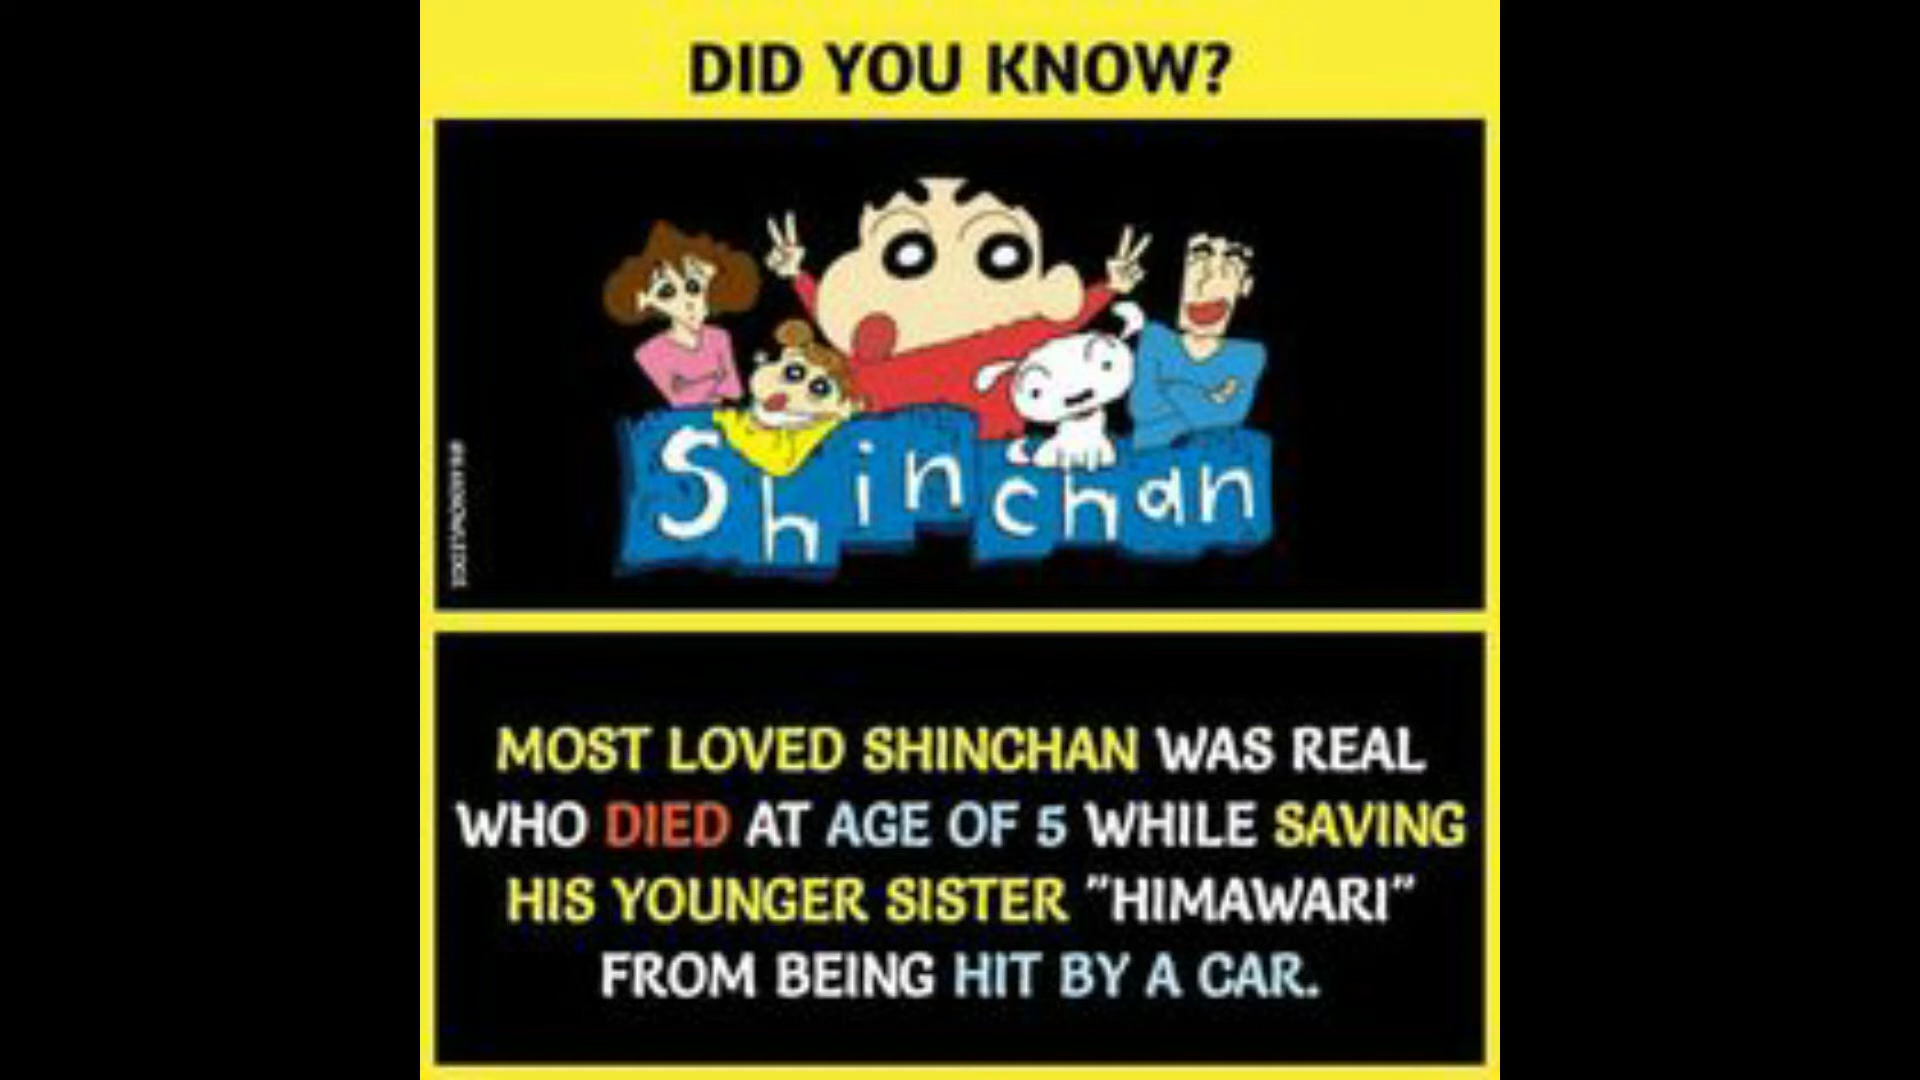 DID YOU KNOW?
Shinchan
MOST LOVED SHINCHAN WAS REAL
WHO DIED AT AGE OF 5 WHILE SAVING
HIS YOUNGER SISTER "HIMAWARI"
FROM BEING HIT BY A CAR.